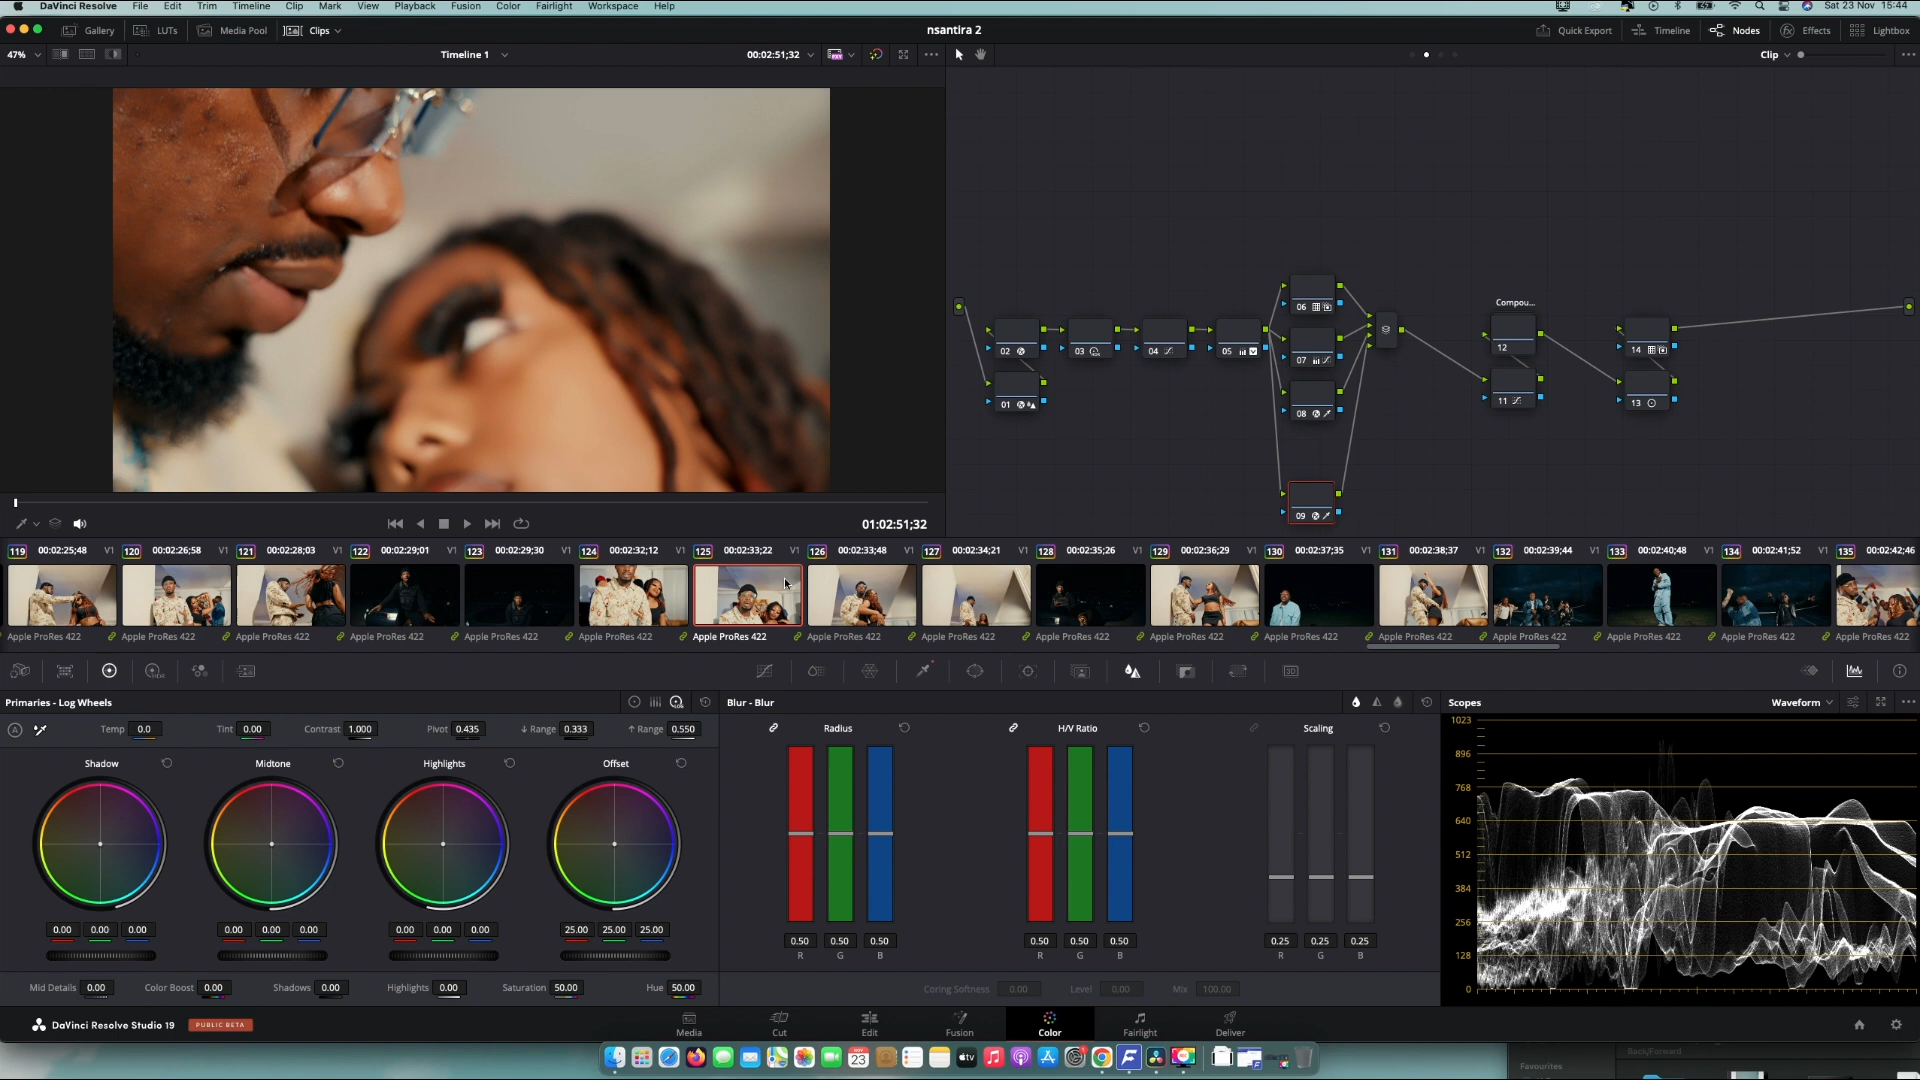 DaVinci Resolve File Edit Trim Timeline Clip Mark View Playback Fusion Color Fairlight Workspace Help Sat 23 Nov 15:44
Gallery LUTs Media Pool Clips nsantira 2 Quick Export Timeline Nodes Effects Lightbox
47% Timeline 1 00:02:51;32 Clip
Compou...
06
02 03 04 05 12 14
07
01 11 13
08
09
01:02:51;32
119 00:02:25;48 V1 120 00:02:26;58 V1 121 00:02:28;03 V1 122 00:02:29;01 V1 123 00:02:29;30 V1 124 00:02:32;12 V1 125 00:02:33;22 V1 126 00:02:33;48 V1 127 00:02:34;21 V1 128 00:02:35;26 V1 129 00:02:36;29 V1 130 00:02:37;35 V1 131 00:02:38;37 V1 132 00:02:39;44 V1 133 00:02:40;48 V1 134 00:02:41;52 V1 135 00:02:42;46
Apple ProRes 422 Apple ProRes 422 Apple ProRes 422 Apple ProRes 422 Apple ProRes 422 Apple ProRes 422 Apple ProRes 422 Apple ProRes 422 Apple ProRes 422 Apple ProRes 422 Apple ProRes 422 Apple ProRes 422 Apple ProRes 422 Apple ProRes 422 Apple ProRes 422 Apple ProRes 422 Apple ProRes 422
HDR 3D
Primaries - Log Wheels LOG Blur - Blur Scopes Waveform
A Temp 0.0 Tint 0.00 Contrast 1.000 Pivot 0.435 ↓ Range 0.333 ↑ Range 0.550 Radius H/V Ratio Scaling
Shadow Midtone Highlights Offset
1023
896
768
640
512
384
256
128
0
0.00 0.00 0.00 0.00 0.00 0.00 0.00 0.00 0.00 25.00 25.00 25.00
0.50 0.50 0.50 0.50 0.50 0.50 0.25 0.25 0.25
R G B R G B R G B
Mid Details 0.00 Color Boost 0.00 Shadows 0.00 Highlights 0.00 Saturation 50.00 Hue 50.00 Coring Softness 0.00 Level 0.00 Mix 100.00
DaVinci Resolve Studio 19 PUBLIC BETA Media Cut Edit Fusion Color Fairlight Deliver
NOV
23 tv
Back/Forward
Favourites